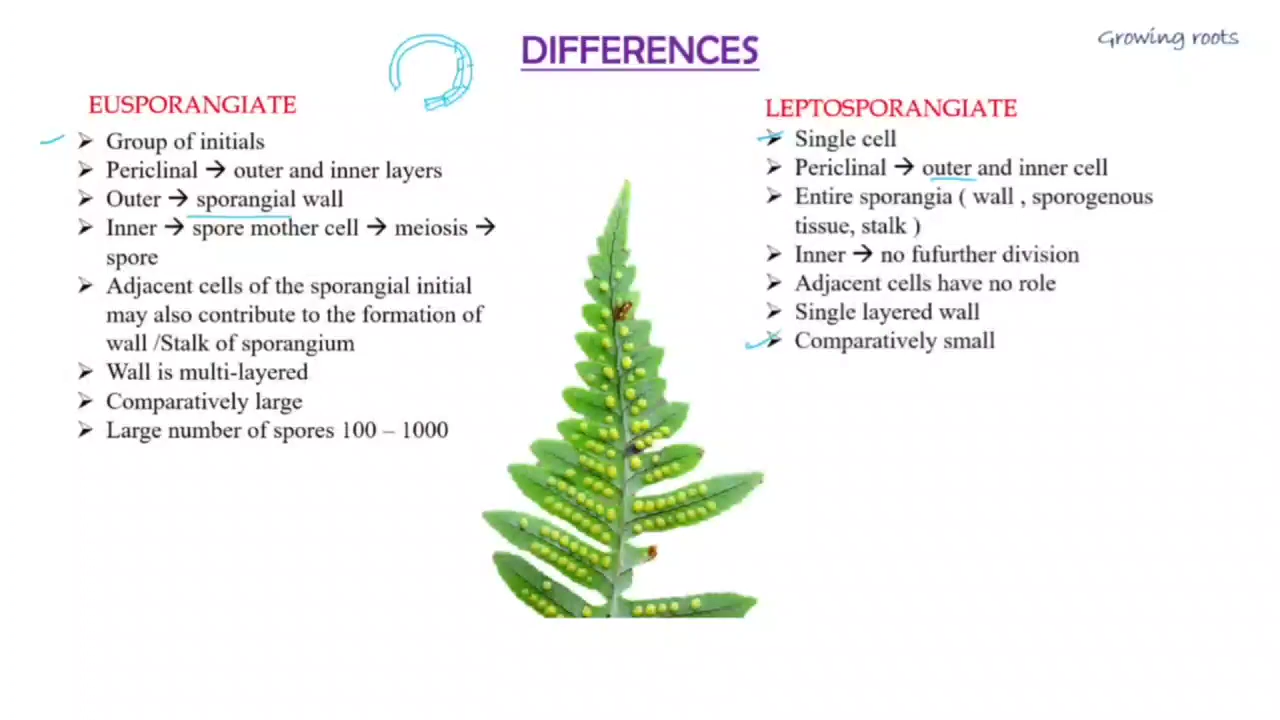 Growing roots
DIFFERENCES
EUSPORANGIATE
➢ Group of initials
➢ Periclinal → outer and inner layers
➢ Outer → sporangial wall
➢ Inner → spore mother cell → meiosis →
spore
➢ Adjacent cells of the sporangial initial
may also contribute to the formation of
wall /Stalk of sporangium
➢ Wall is multi-layered
➢ Comparatively large
➢ Large number of spores 100 – 1000
LEPTOSPORANGIATE
➢ Single cell
➢ Periclinal → outer and inner cell
➢ Entire sporangia ( wall , sporogenous
tissue, stalk )
➢ Inner → no fufurther division
➢ Adjacent cells have no role
➢ Single layered wall
➢ Comparatively small